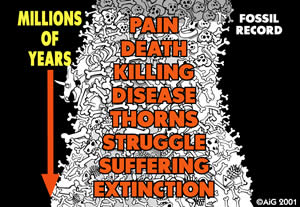 MILLIONS
OF
YEARS
FOSSIL
RECORD
PAIN
DEATH
KILLING
DISEASE
THORNS
STRUGGLE
SUFFERING
EXTINCTION
©AiG 2001